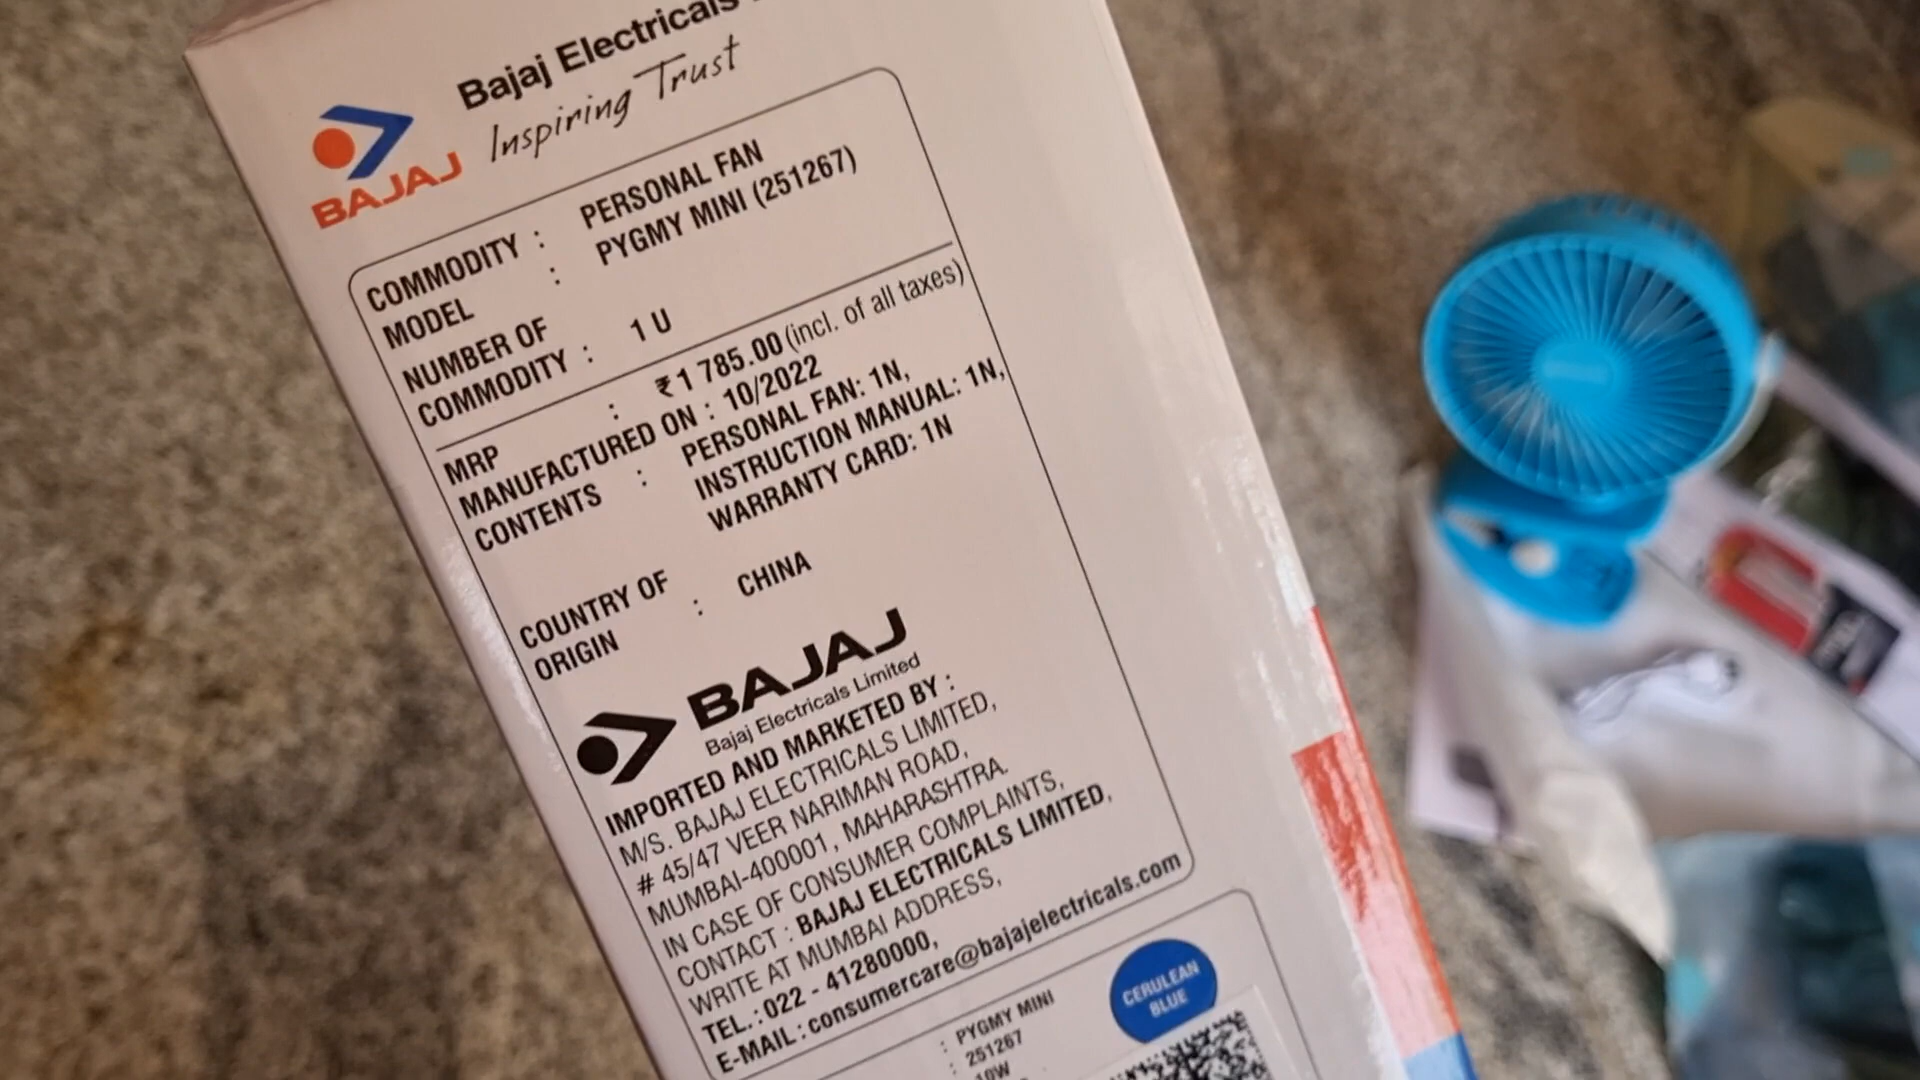 Bajaj Electricals
Inspiring Trust
BAJAJ
COMMODITY : PERSONAL FAN
MODEL : PYGMY MINI (251267)
NUMBER OF
COMMODITY : 1 U
MRP : ₹ 1 785.00 (incl. of all taxes)
MANUFACTURED ON : 10/2022
CONTENTS : PERSONAL FAN: 1N,
INSTRUCTION MANUAL: 1N,
WARRANTY CARD: 1N
COUNTRY OF
ORIGIN : CHINA
BAJAJ
Bajaj Electricals Limited
IMPORTED AND MARKETED BY :
M/S. BAJAJ ELECTRICALS LIMITED,
# 45/47 VEER NARIMAN ROAD,
MUMBAI-400001, MAHARASHTRA.
IN CASE OF CONSUMER COMPLAINTS,
CONTACT : BAJAJ ELECTRICALS LIMITED,
WRITE AT MUMBAI ADDRESS,
TEL.: 022 - 41280000,
E-MAIL : consumercare@bajajelectricals.com
: PYGMY MINI
: 251267
10W
CERULEAN
BLUE